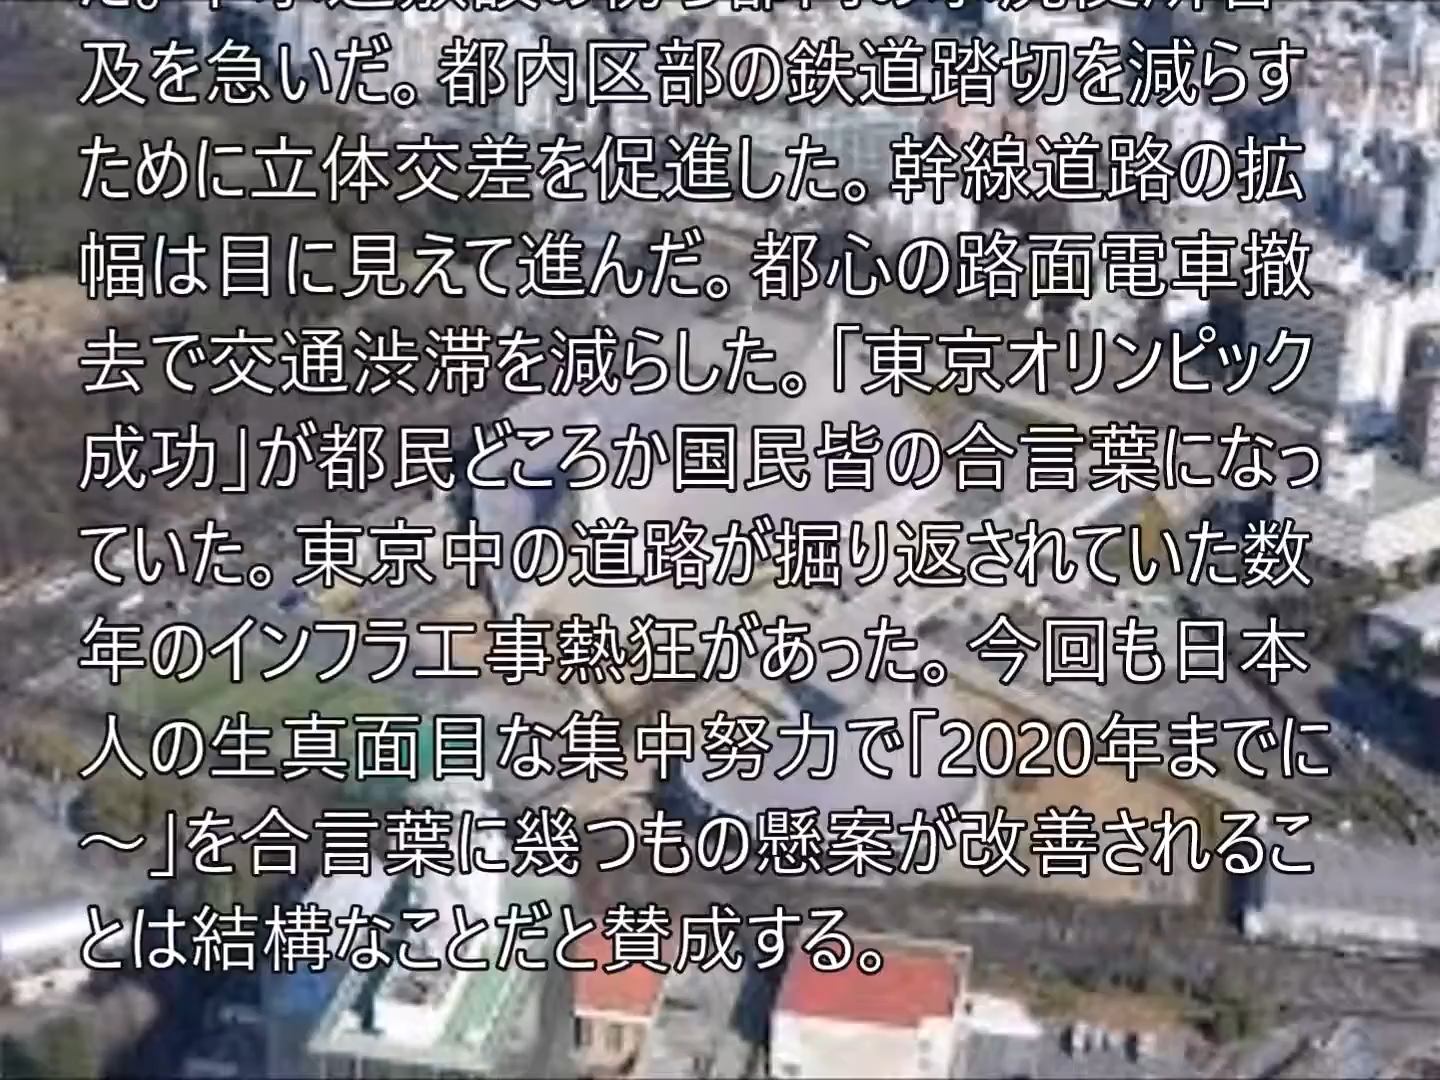 及を急いだ。都内区部の鉄道踏切を減らす
ために立体交差を促進した。幹線道路の拡
幅は目に見えて進んだ。都心の路面電車撤
去で交通渋滞を減らした。「東京オリンピック
成功」が都民どころか国民皆の合言葉になっ
ていた。東京中の道路が掘り返されていた数
年のインフラ工事熱狂があった。今回も日本
人の生真面目な集中努力で「2020年までに
～」を合言葉に幾つもの懸案が改善されるこ
とは結構なことだと賛成する。